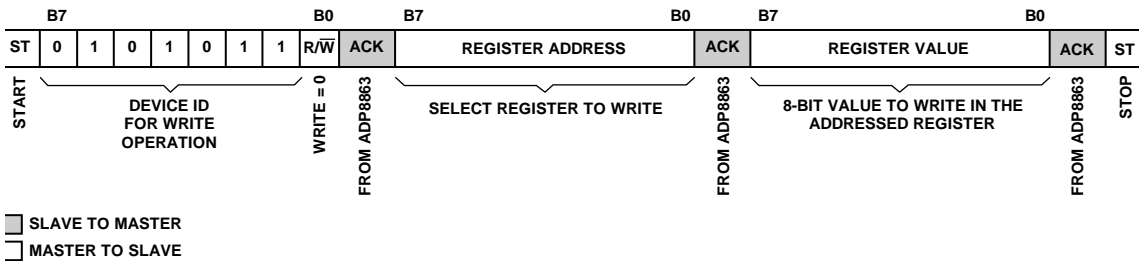 B7 B0 B7 B0 B7 B0
ST 0 1 0 1 0 1 1 R/W̅ ACK REGISTER ADDRESS ACK REGISTER VALUE ACK ST
START
DEVICE ID
FOR WRITE
OPERATION
WRITE = 0
FROM ADP8863
SELECT REGISTER TO WRITE
FROM ADP8863
8-BIT VALUE TO WRITE IN THE
ADDRESSED REGISTER
FROM ADP8863
STOP
SLAVE TO MASTER
MASTER TO SLAVE